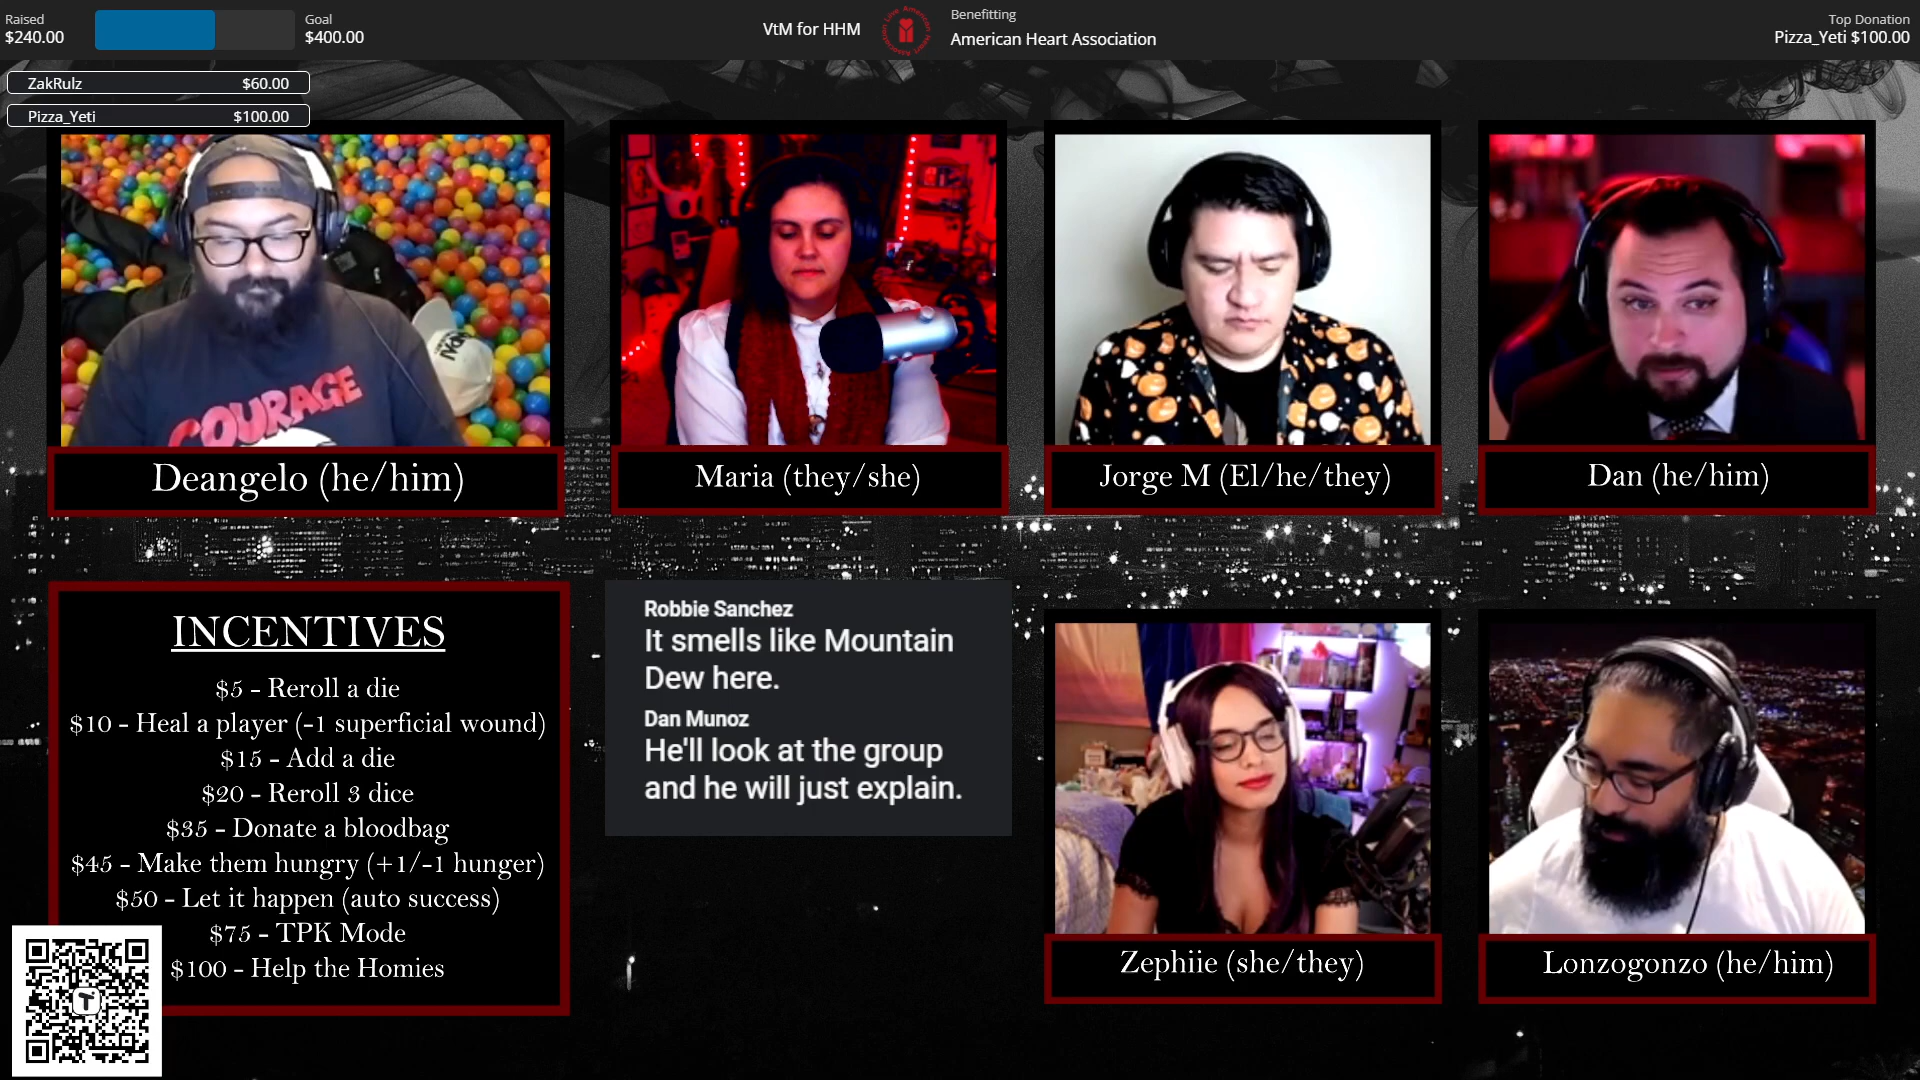 Raised
$240.00
Goal
$400.00
VtM for HHM
Benefitting
American Heart Association
Top Donation
Pizza_Yeti $100.00
ZakRulz $60.00
Pizza_Yeti $100.00
COURAGE
Deangelo (he/him)
Maria (they/she)
Jorge M (El/he/they)
Dan (he/him)
INCENTIVES
$5 - Reroll a die
$10 - Heal a player (-1 superficial wound)
$15 - Add a die
$20 - Reroll 3 dice
$35 - Donate a bloodbag
$45 - Make them hungry (+1/-1 hunger)
$50 - Let it happen (auto success)
$75 - TPK Mode
$100 - Help the Homies
Robbie Sanchez
It smells like Mountain
Dew here.
Dan Munoz
He'll look at the group
and he will just explain.
Zephiie (she/they)
Lonzogonzo (he/him)